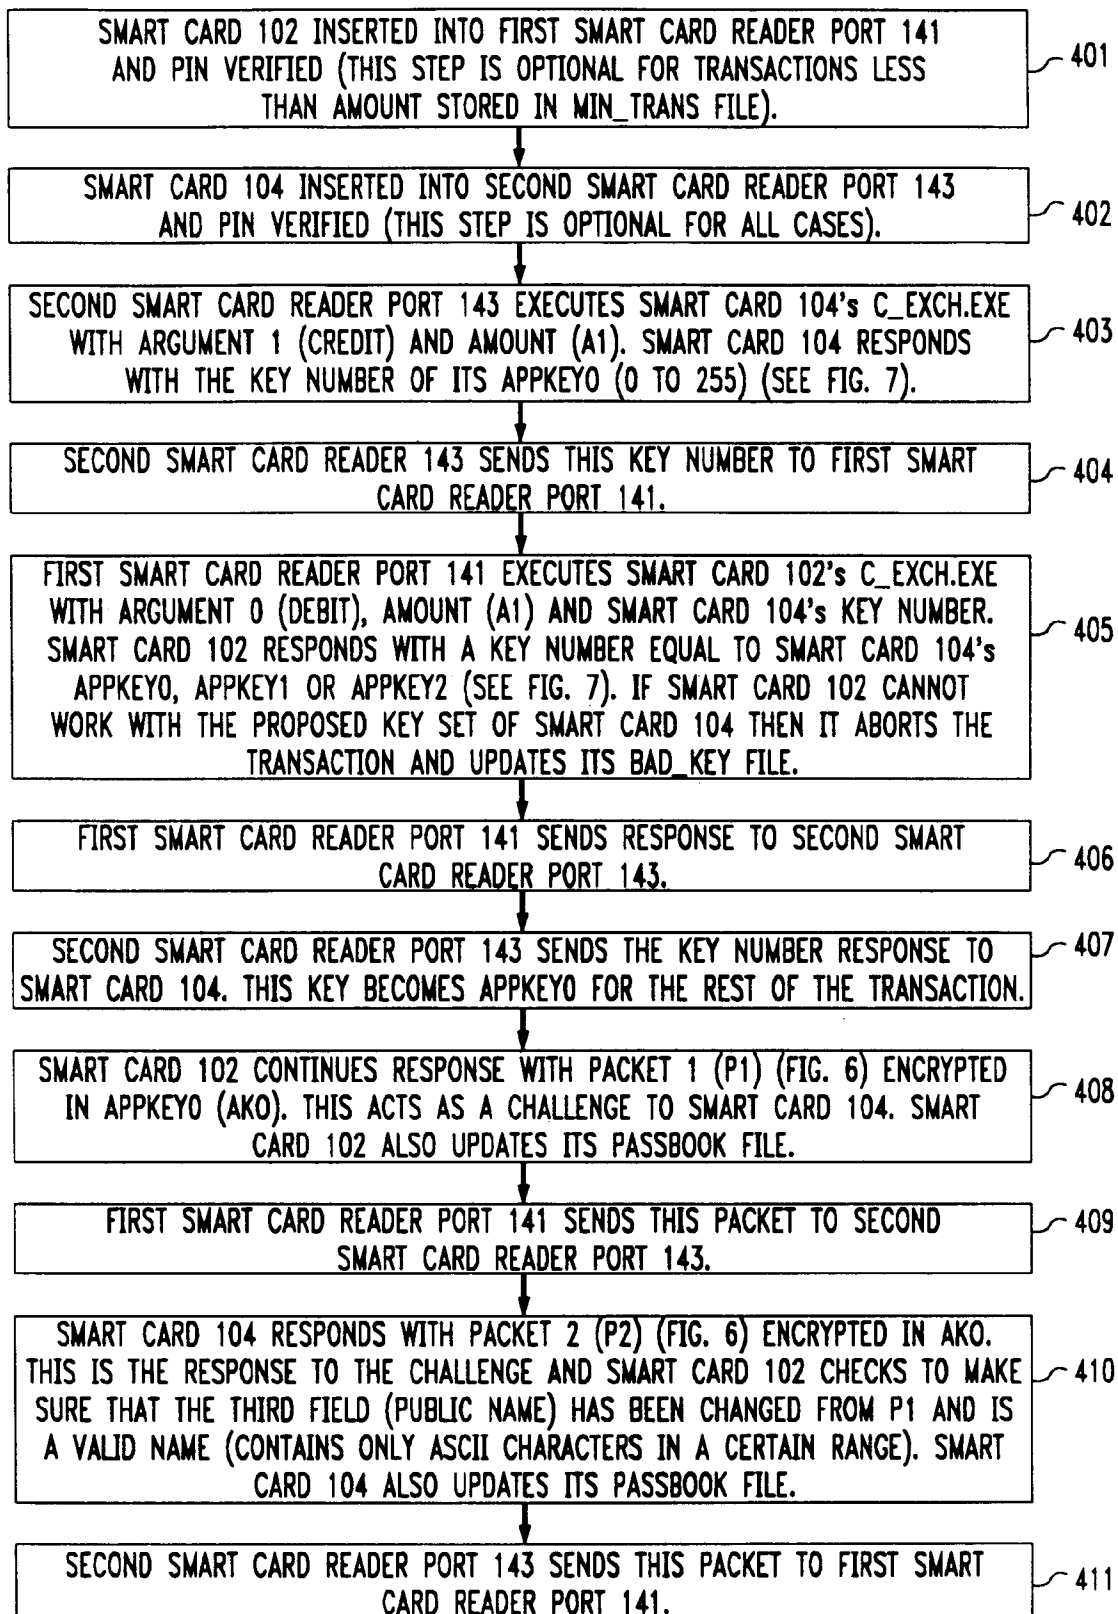 SMART CARD 102 INSERTED INTO FIRST SMART CARD READER PORT 141
AND PIN VERIFIED (THIS STEP IS OPTIONAL FOR TRANSACTIONS LESS
THAN AMOUNT STORED IN MIN_TRANS FILE).
401
SMART CARD 104 INSERTED INTO SECOND SMART CARD READER PORT 143
AND PIN VERIFIED (THIS STEP IS OPTIONAL FOR ALL CASES).
402
SECOND SMART CARD READER PORT 143 EXECUTES SMART CARD 104's C_EXCH.EXE
WITH ARGUMENT 1 (CREDIT) AND AMOUNT (A1). SMART CARD 104 RESPONDS
WITH THE KEY NUMBER OF ITS APPKEY0 (0 TO 255) (SEE FIG. 7).
403
SECOND SMART CARD READER 143 SENDS THIS KEY NUMBER TO FIRST SMART
CARD READER PORT 141.
404
FIRST SMART CARD READER PORT 141 EXECUTES SMART CARD 102's C_EXCH.EXE
WITH ARGUMENT 0 (DEBIT), AMOUNT (A1) AND SMART CARD 104's KEY NUMBER.
SMART CARD 102 RESPONDS WITH A KEY NUMBER EQUAL TO SMART CARD 104's
APPKEY0, APPKEY1 OR APPKEY2 (SEE FIG. 7). IF SMART CARD 102 CANNOT
WORK WITH THE PROPOSED KEY SET OF SMART CARD 104 THEN IT ABORTS THE
TRANSACTION AND UPDATES ITS BAD_KEY FILE.
405
FIRST SMART CARD READER PORT 141 SENDS RESPONSE TO SECOND SMART
CARD READER PORT 143.
406
SECOND SMART CARD READER PORT 143 SENDS THE KEY NUMBER RESPONSE TO
SMART CARD 104. THIS KEY BECOMES APPKEY0 FOR THE REST OF THE TRANSACTION.
407
SMART CARD 102 CONTINUES RESPONSE WITH PACKET 1 (P1) (FIG. 6) ENCRYPTED
IN APPKEY0 (AK0). THIS ACTS AS A CHALLENGE TO SMART CARD 104. SMART
CARD 102 ALSO UPDATES ITS PASSBOOK FILE.
408
FIRST SMART CARD READER PORT 141 SENDS THIS PACKET TO SECOND
SMART CARD READER PORT 143.
409
SMART CARD 104 RESPONDS WITH PACKET 2 (P2) (FIG. 6) ENCRYPTED IN AK0.
THIS IS THE RESPONSE TO THE CHALLENGE AND SMART CARD 102 CHECKS TO MAKE
SURE THAT THE THIRD FIELD (PUBLIC NAME) HAS BEEN CHANGED FROM P1 AND IS
A VALID NAME (CONTAINS ONLY ASCII CHARACTERS IN A CERTAIN RANGE). SMART
CARD 104 ALSO UPDATES ITS PASSBOOK FILE.
410
SECOND SMART CARD READER PORT 143 SENDS THIS PACKET TO FIRST SMART
CARD READER PORT 141.
411